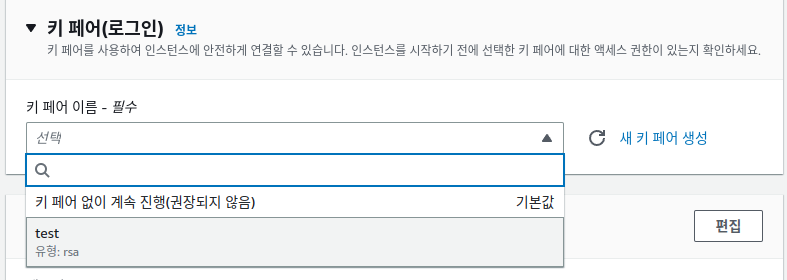 키 페어(로그인) 정보
키 페어를 사용하여 인스턴스에 안전하게 연결할 수 있습니다. 인스턴스를 시작하기 전에 선택한 키 페어에 대한 액세스 권한이 있는지 확인하세요.
키 페어 이름 - 필수
선택
새 키 페어 생성
키 페어 없이 계속 진행(권장되지 않음) 기본값
test
유형: rsa
편집